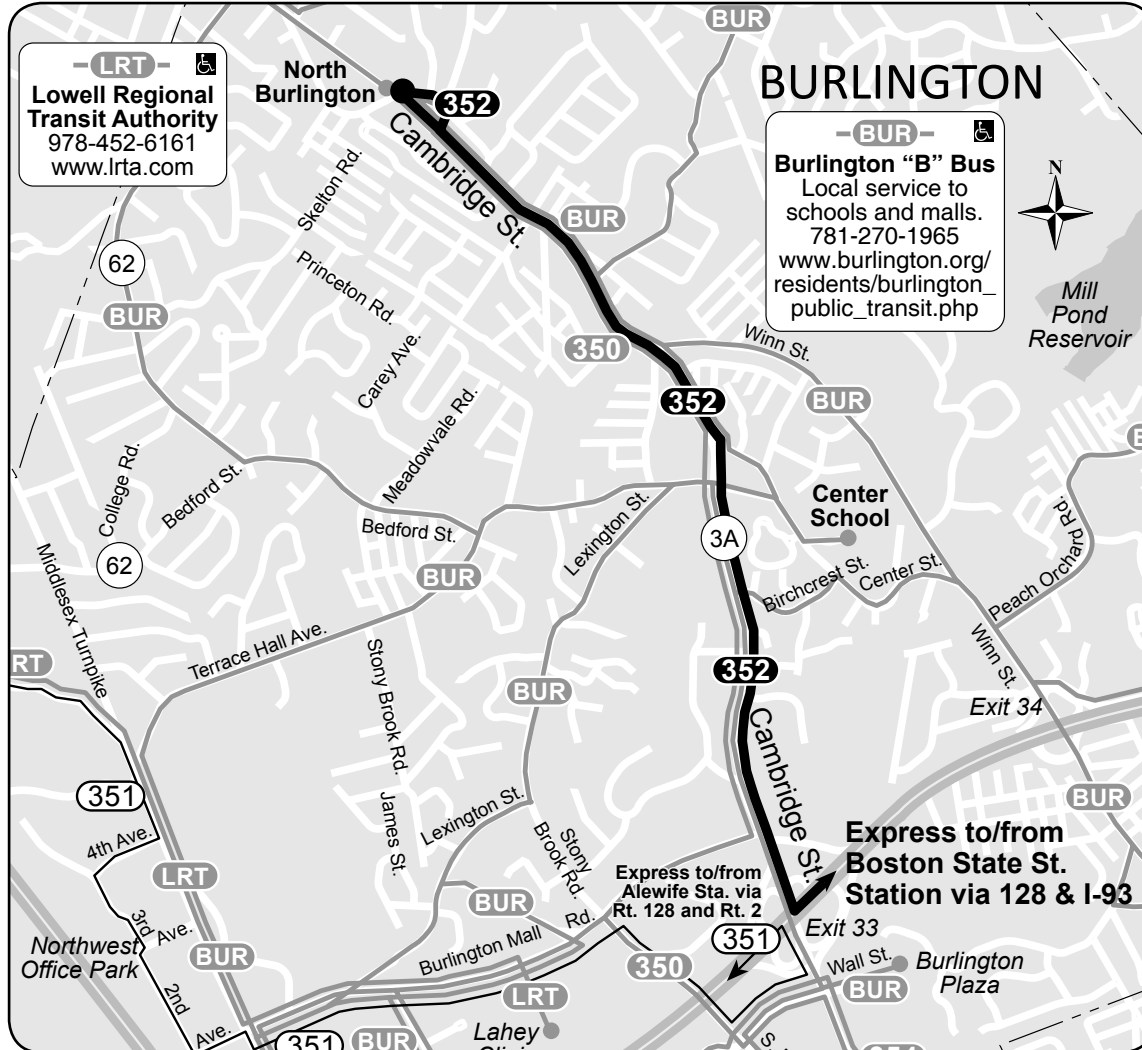 BUR
LRT
Lowell Regional
Transit Authority
978-452-6161
www.lrta.com
North
Burlington
352
Cambridge St.
BURLINGTON
BUR
Burlington “B” Bus
Local service to
schools and malls.
781-270-1965
www.burlington.org/
residents/burlington_
public_transit.php
N
Mill
Pond
Reservoir
Skelton Rd.
BUR
62
Princeton Rd.
BUR
350
Winn St.
Carey Ave.
352
BUR
Meadowvale Rd.
College Rd.
Bedford St.
Bedford St.
Lexington St.
Center
School
3A
62
Middlesex Turnpike
BUR
Birchcrest St.
Center St.
Peach Orchard Rd.
Terrace Hall Ave.
Stony Brook Rd.
352
BUR
Winn St.
Exit 34
Cambridge St.
351
James St.
Lexington St.
BUR
4th Ave.
Stony
Brook Rd.
Express to/from
Boston State St.
Station via 128 & I-93
Express to/from
Alewife Sta. via
Rt. 128 and Rt. 2
LRT
BUR
3rd Ave.
Exit 33
351
Northwest
Office Park
BUR
Burlington Mall Rd.
350
Wall St.
Burlington
Plaza
BUR
2nd Ave.
LRT
Lahey
351
BUR